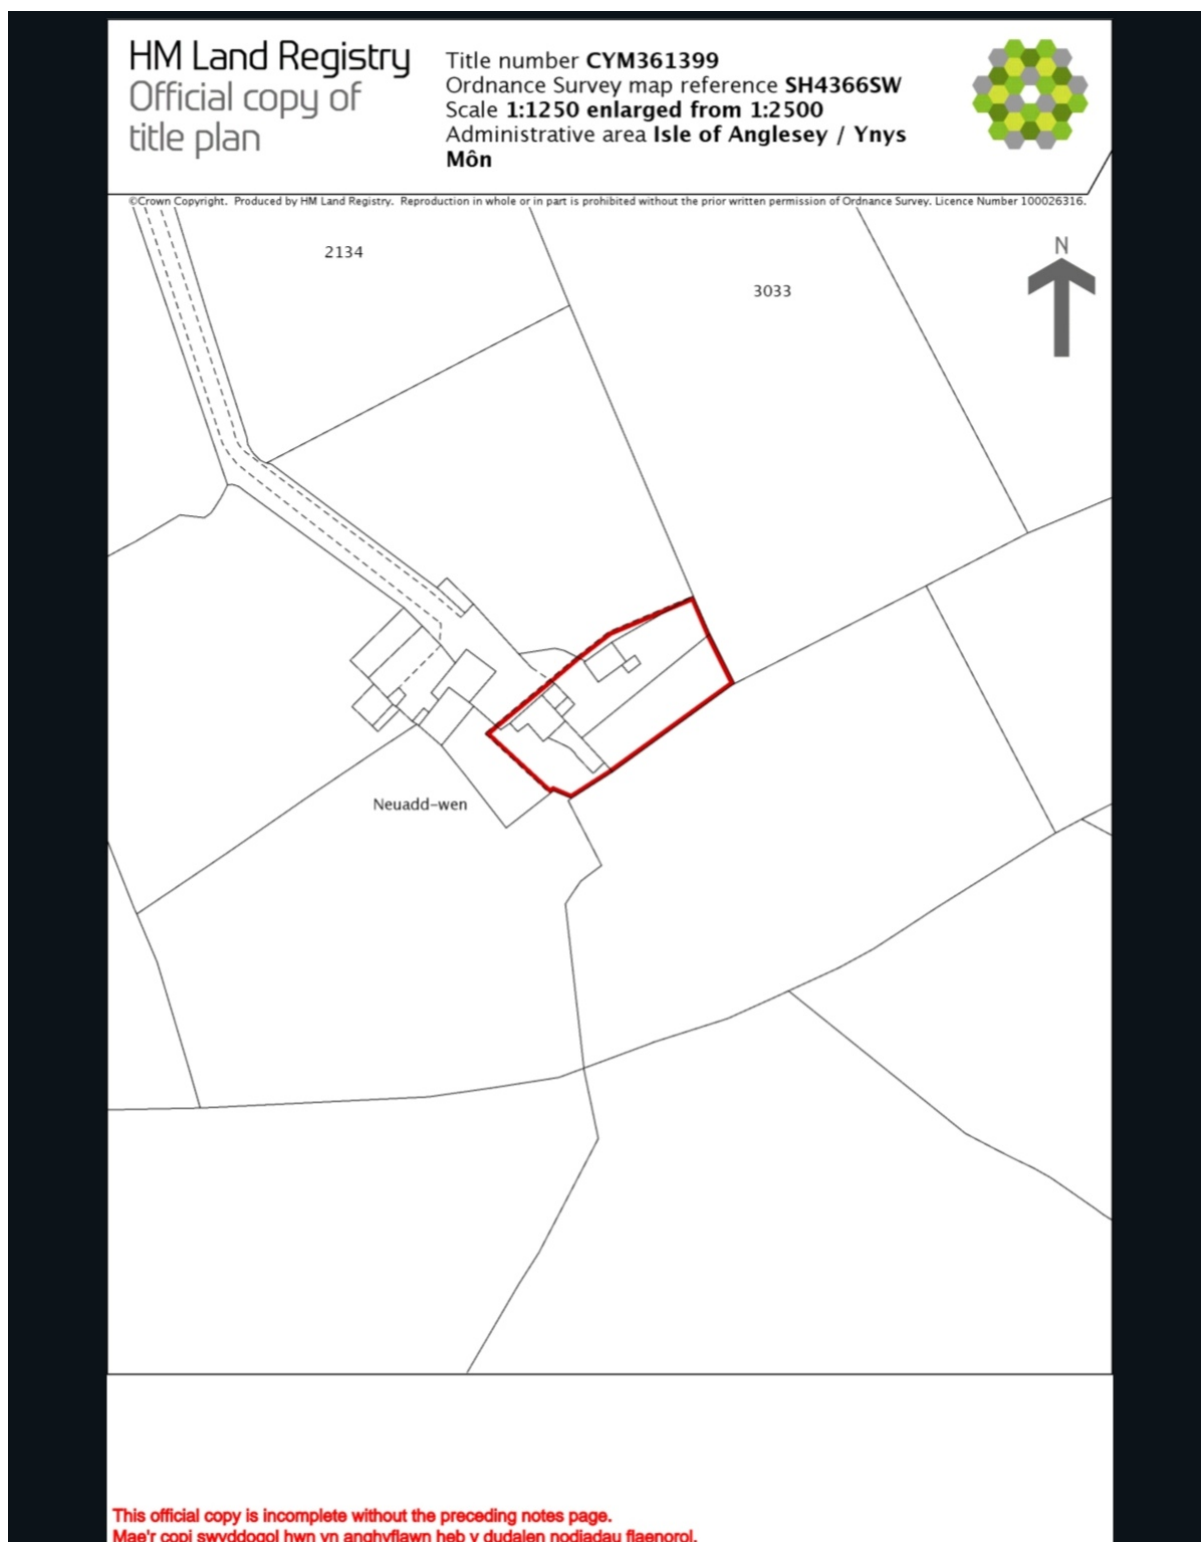 HM Land Registry
Official copy of
title plan
Title number CYM361399
Ordnance Survey map reference SH4366SW
Scale 1:1250 enlarged from 1:2500
Administrative area Isle of Anglesey / Ynys
Môn
©Crown Copyright. Produced by HM Land Registry. Reproduction in whole or in part is prohibited without the prior written permission of Ordnance Survey. Licence Number 100026316.
2134
N
3033
Neuadd-wen
This official copy is incomplete without the preceding notes page.
Mae'r copi swyddogol hwn yn anghyflawn heb y dudalen nodiadau flaenorol.